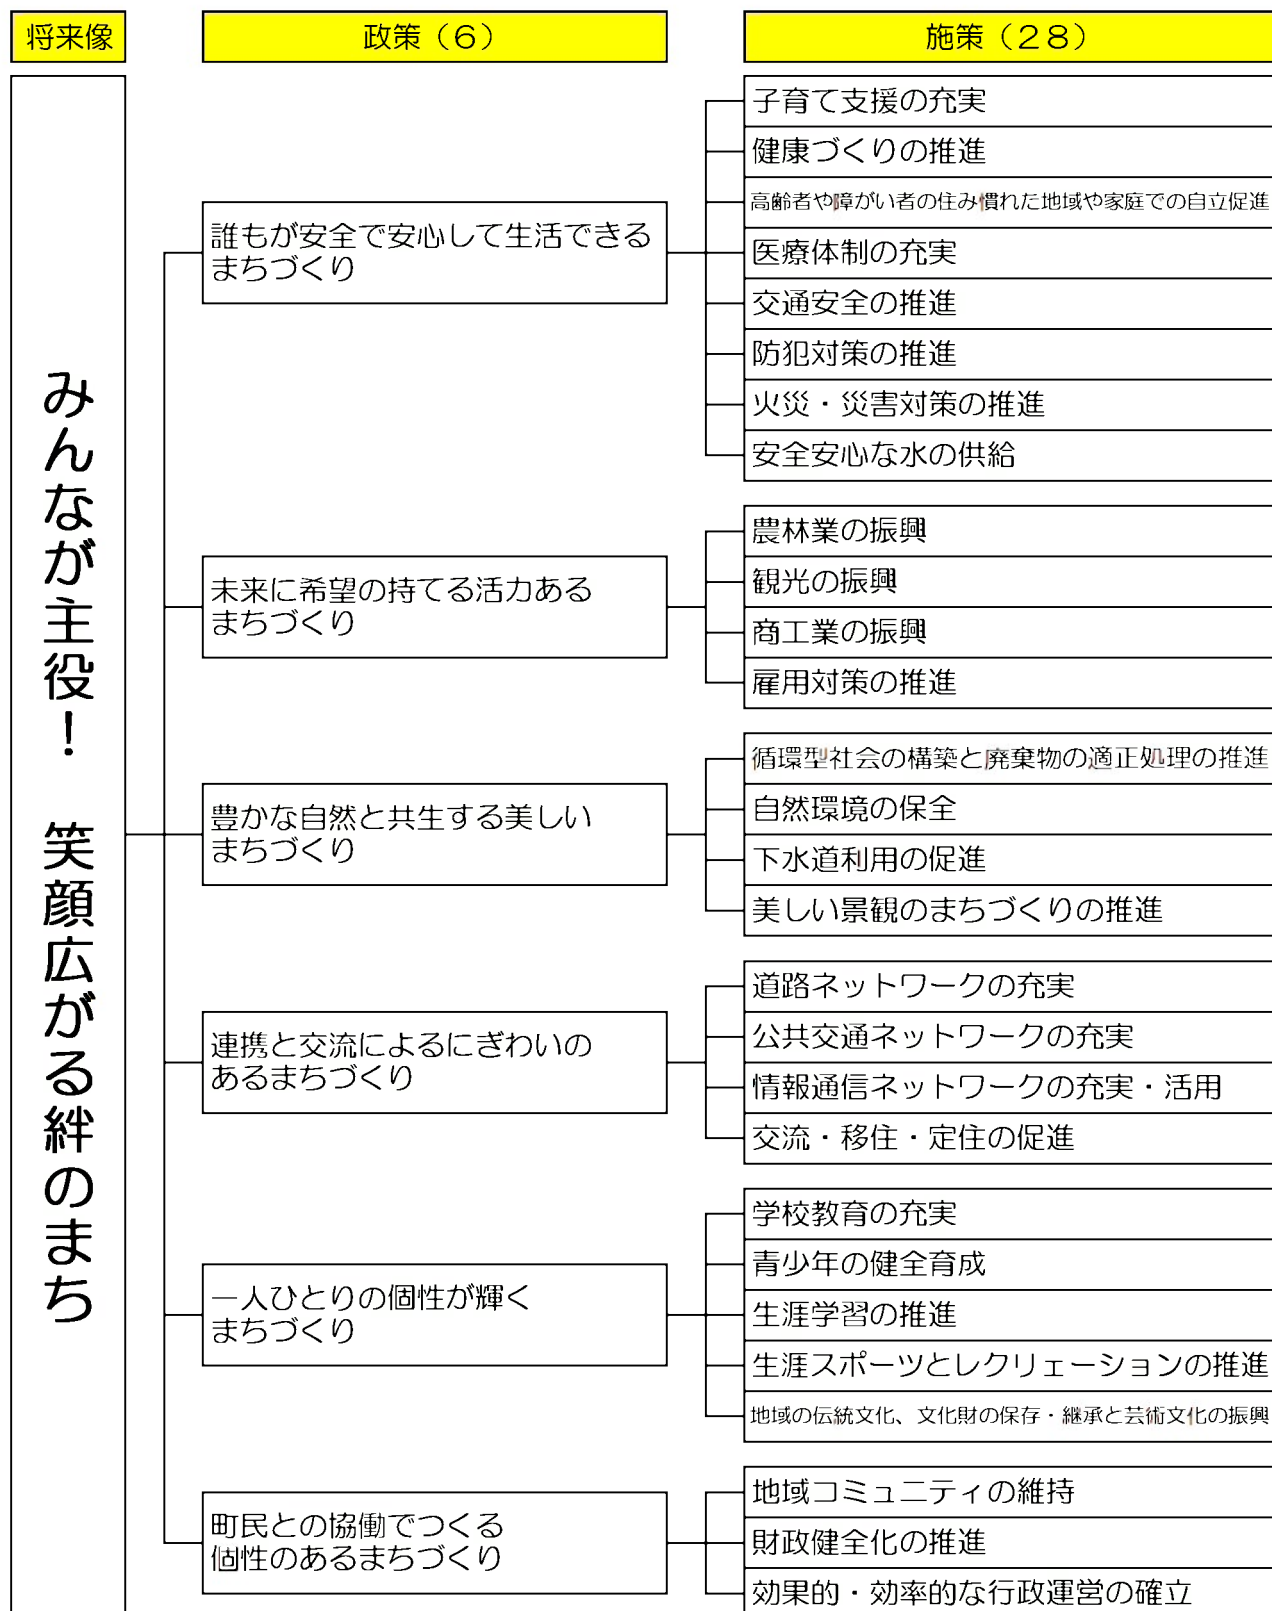 将来像
政策（6）
施策（28）
みんなが主役！　笑顔広がる絆のまち
誰もが安全で安心して生活できる
まちづくり
子育て支援の充実
健康づくりの推進
高齢者や障がい者の住み慣れた地域や家庭での自立促進
医療体制の充実
交通安全の推進
防犯対策の推進
火災・災害対策の推進
安全安心な水の供給
未来に希望の持てる活力ある
まちづくり
農林業の振興
観光の振興
商工業の振興
雇用対策の推進
豊かな自然と共生する美しい
まちづくり
循環型社会の構築と廃棄物の適正処理の推進
自然環境の保全
下水道利用の促進
美しい景観のまちづくりの推進
連携と交流によるにぎわいの
あるまちづくり
道路ネットワークの充実
公共交通ネットワークの充実
情報通信ネットワークの充実・活用
交流・移住・定住の促進
一人ひとりの個性が輝く
まちづくり
学校教育の充実
青少年の健全育成
生涯学習の推進
生涯スポーツとレクリェーションの推進
地域の伝統文化、文化財の保存・継承と芸術文化の振興
町民との協働でつくる
個性のあるまちづくり
地域コミュニティの維持
財政健全化の推進
効果的・効率的な行政運営の確立